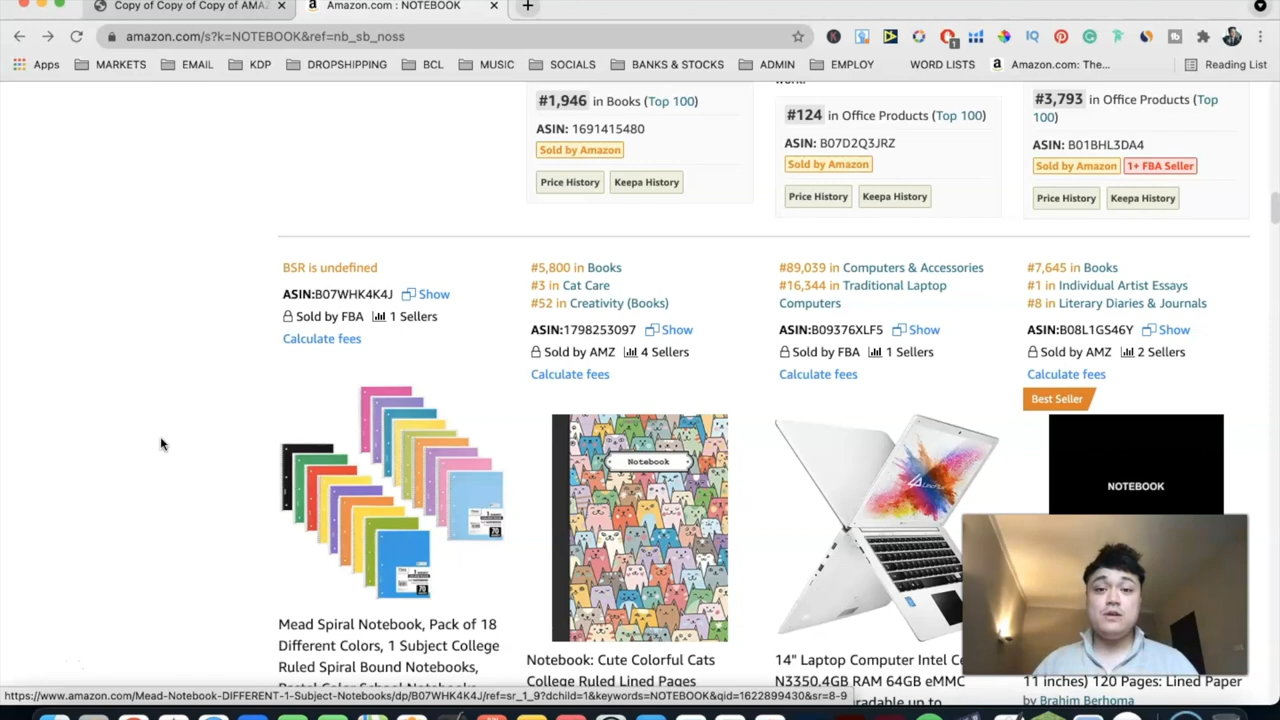 Copy of Copy of Copy of AMAZ
Amazon.com : NOTEBOOK
amazon.com/s?k=NOTEBOOK&ref=nb_sb_noss
Apps MARKETS EMAIL KDP DROPSHIPPING BCL MUSIC SOCIALS BANKS & STOCKS ADMIN EMPLOY WORD LISTS Amazon.com: The... Reading List
#1,946 in Books (Top 100)
ASIN: 1691415480
Sold by Amazon
Price History Keepa History
work.
#124 in Office Products (Top 100)
ASIN: B07D2Q3JRZ
Sold by Amazon
Price History Keepa History
#3,793 in Office Products (Top
100)
ASIN: B01BHL3DA4
Sold by Amazon 1+ FBA Seller
Price History Keepa History
BSR is undefined
ASIN:B07WHK4K4J Show
Sold by FBA 1 Sellers
Calculate fees
Mead Spiral Notebook, Pack of 18
Different Colors, 1 Subject College
Ruled Spiral Bound Notebooks,
#5,800 in Books
#3 in Cat Care
#52 in Creativity (Books)
ASIN:1798253097 Show
Sold by AMZ 4 Sellers
Calculate fees
Notebook
Notebook: Cute Colorful Cats
College Ruled Lined Pages
#89,039 in Computers & Accessories
#16,344 in Traditional Laptop
Computers
ASIN:B09376XLF5 Show
Sold by FBA 1 Sellers
Calculate fees
14" Laptop Computer Intel Ce
N3350,4GB RAM 64GB eMMC
#7,645 in Books
#1 in Individual Artist Essays
#8 in Literary Diaries & Journals
ASIN:B08L1GS46Y Show
Sold by AMZ 2 Sellers
Calculate fees
Best Seller
NOTEBOOK
11 inches) 120 Pages: Lined Paper
by Brahim Berhoma
https://www.amazon.com/Mead-Notebook-DIFFERENT-1-Subject-Notebooks/dp/B07WHK4K4J/ref=sr_1_9?dchild=1&keywords=NOTEBOOK&qid=1622899430&sr=8-9